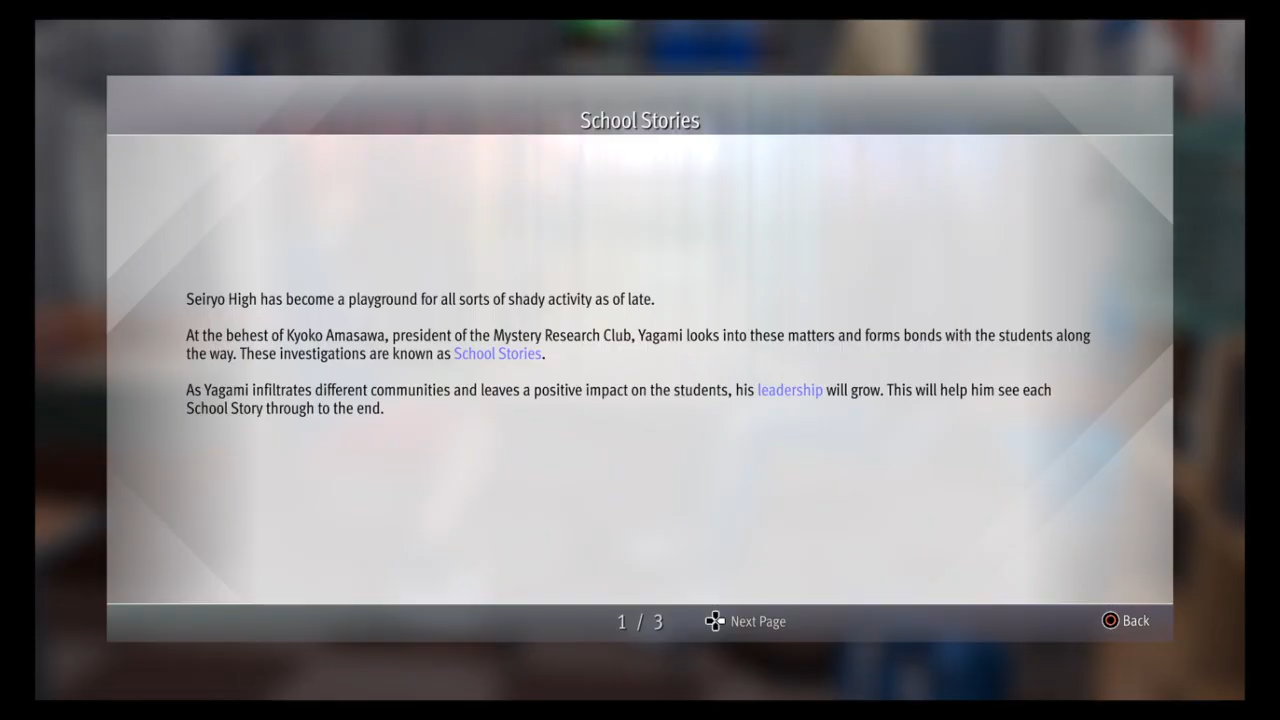 School Stories
Seiryo High has become a playground for all sorts of shady activity as of late.
At the behest of Kyoko Amasawa, president of the Mystery Research Club, Yagami looks into these matters and forms bonds with the students along
the way. These investigations are known as School Stories.
As Yagami infiltrates different communities and leaves a positive impact on the students, his leadership will grow. This will help him see each
School Story through to the end.
1 / 3 Next Page Back